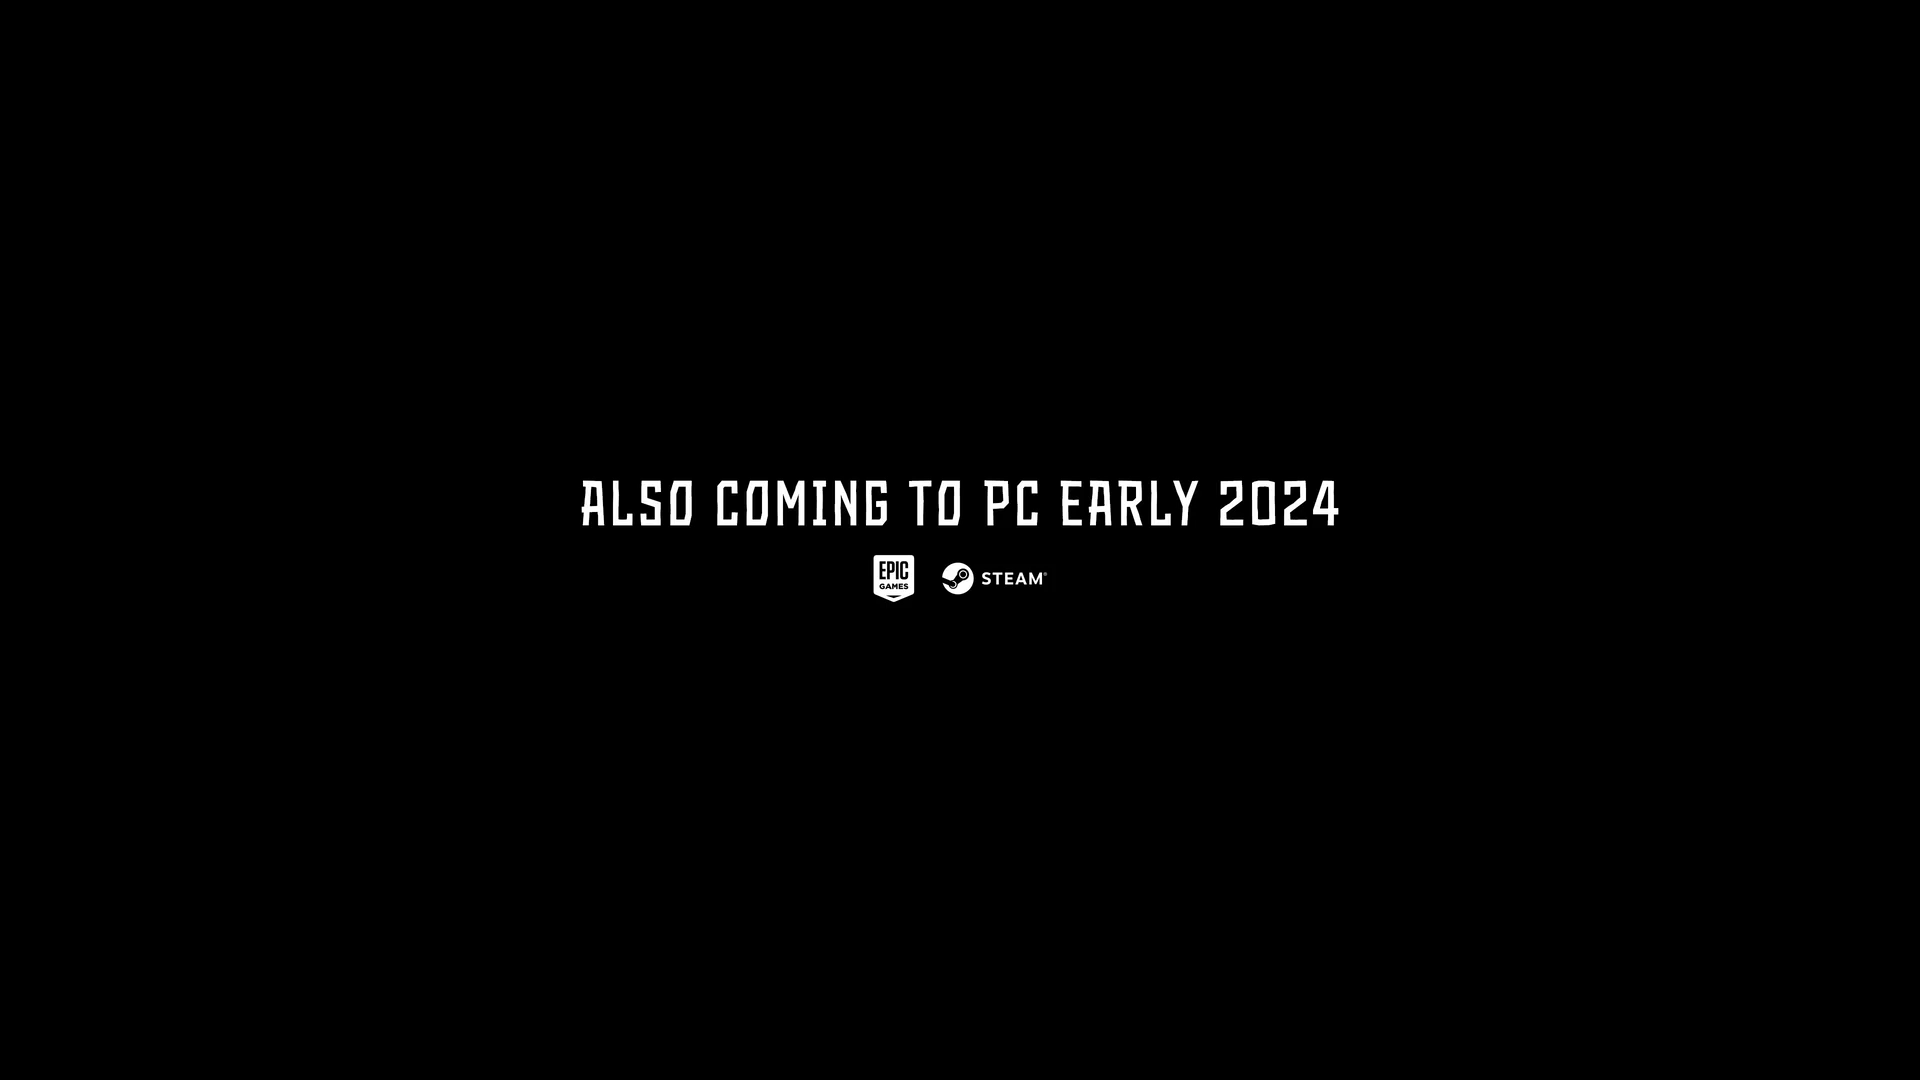 ALSO COMING TO PC EARLY 2024
EPIC
GAMES
STEAM®